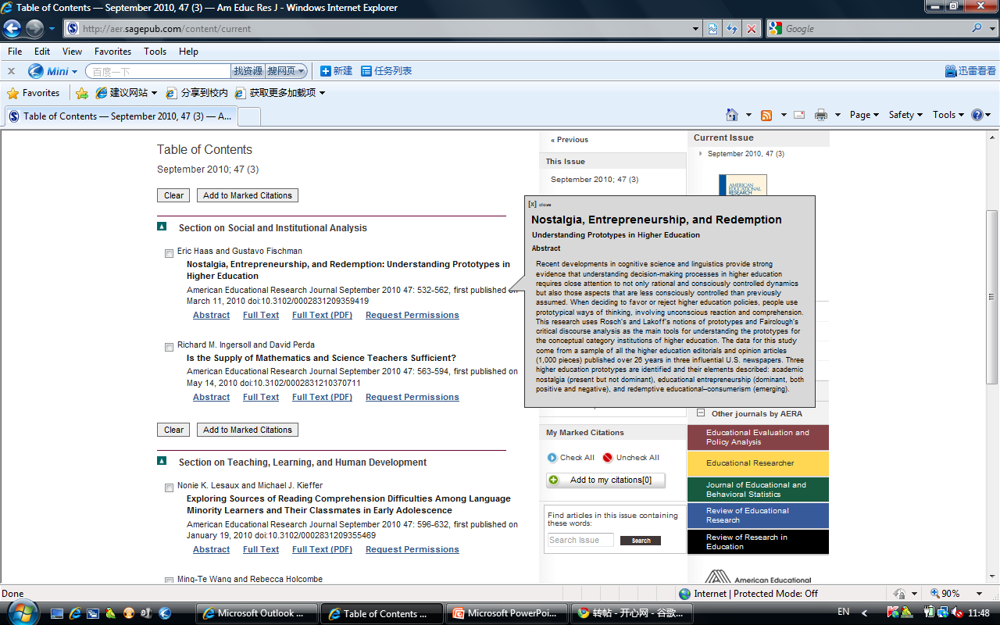 Table of Contents — September 2010, 47 (3) — Am Educ Res J - Windows Internet Explorer
http://aer.sagepub.com/content/current
Google
File Edit View Favorites Tools Help
x Mini 百度一下 找资源 搜网页 新建 任务列表 迅雷看看
Favorites 建议网站 分享到校内 获取更多加载项
Table of Contents — September 2010, 47 (3) — A...
Page Safety Tools
Table of Contents
September 2010; 47 (3)
Clear Add to Marked Citations
Section on Social and Institutional Analysis
Eric Haas and Gustavo Fischman
Nostalgia, Entrepreneurship, and Redemption: Understanding Prototypes in
Higher Education
American Educational Research Journal September 2010 47: 532-562, first published on
March 11, 2010 doi:10.3102/0002831209359419
Abstract Full Text Full Text (PDF) Request Permissions
Richard M. Ingersoll and David Perda
Is the Supply of Mathematics and Science Teachers Sufficient?
American Educational Research Journal September 2010 47: 563-594, first published on
May 14, 2010 doi:10.3102/0002831210370711
Abstract Full Text Full Text (PDF) Request Permissions
Clear Add to Marked Citations
Section on Teaching, Learning, and Human Development
Nonie K. Lesaux and Michael J. Kieffer
Exploring Sources of Reading Comprehension Difficulties Among Language
Minority Learners and Their Classmates in Early Adolescence
American Educational Research Journal September 2010 47: 596-632, first published on
January 19, 2010 doi:10.3102/0002831209355469
Abstract Full Text Full Text (PDF) Request Permissions
Ming-Te Wang and Rebecca Holcombe
« Previous
This Issue
September 2010; 47 (3)
Current Issue
September 2010, 47 (3)
AMERICAN
EDUCATIONAL
RESEARCH
[X] close
Nostalgia, Entrepreneurship, and Redemption
Understanding Prototypes in Higher Education
Abstract
Recent developments in cognitive science and linguistics provide strong
evidence that understanding decision-making processes in higher education
requires close attention to not only rational and consciously controlled dynamics
but also those aspects that are less consciously controlled than previously
assumed. When deciding to favor or reject higher education policies, people use
prototypical ways of thinking, involving unconscious reaction and comprehension.
This research uses Rosch's and Lakoff's notions of prototypes and Fairclough's
critical discourse analysis as the main tools for understanding the prototypes for
the conceptual category institutions of higher education. The data for this study
come from a sample of all the higher education editorials and opinion articles
(1,000 pieces) published over 26 years in three influential U.S. newspapers. Three
higher education prototypes are identified and their elements described: academic
nostalgia (present but not dominant), educational entrepreneurship (dominant, both
positive and negative), and redemptive educational–consumerism (emerging).
My Marked Citations
Check All Uncheck All
Add to my citations[0]
Find articles in this issue containing
these words:
Search Issue Search
Other journals by AERA
Educational Evaluation and
Policy Analysis
Educational Researcher
Journal of Educational and
Behavioral Statistics
Review of Educational
Research
Review of Research in
Education
American Educational
Done Internet | Protected Mode: Off 90%
Microsoft Outlook ... Table of Contents ... Microsoft PowerPoi... 转帖 - 开心网 - 谷歌... EN 11:48